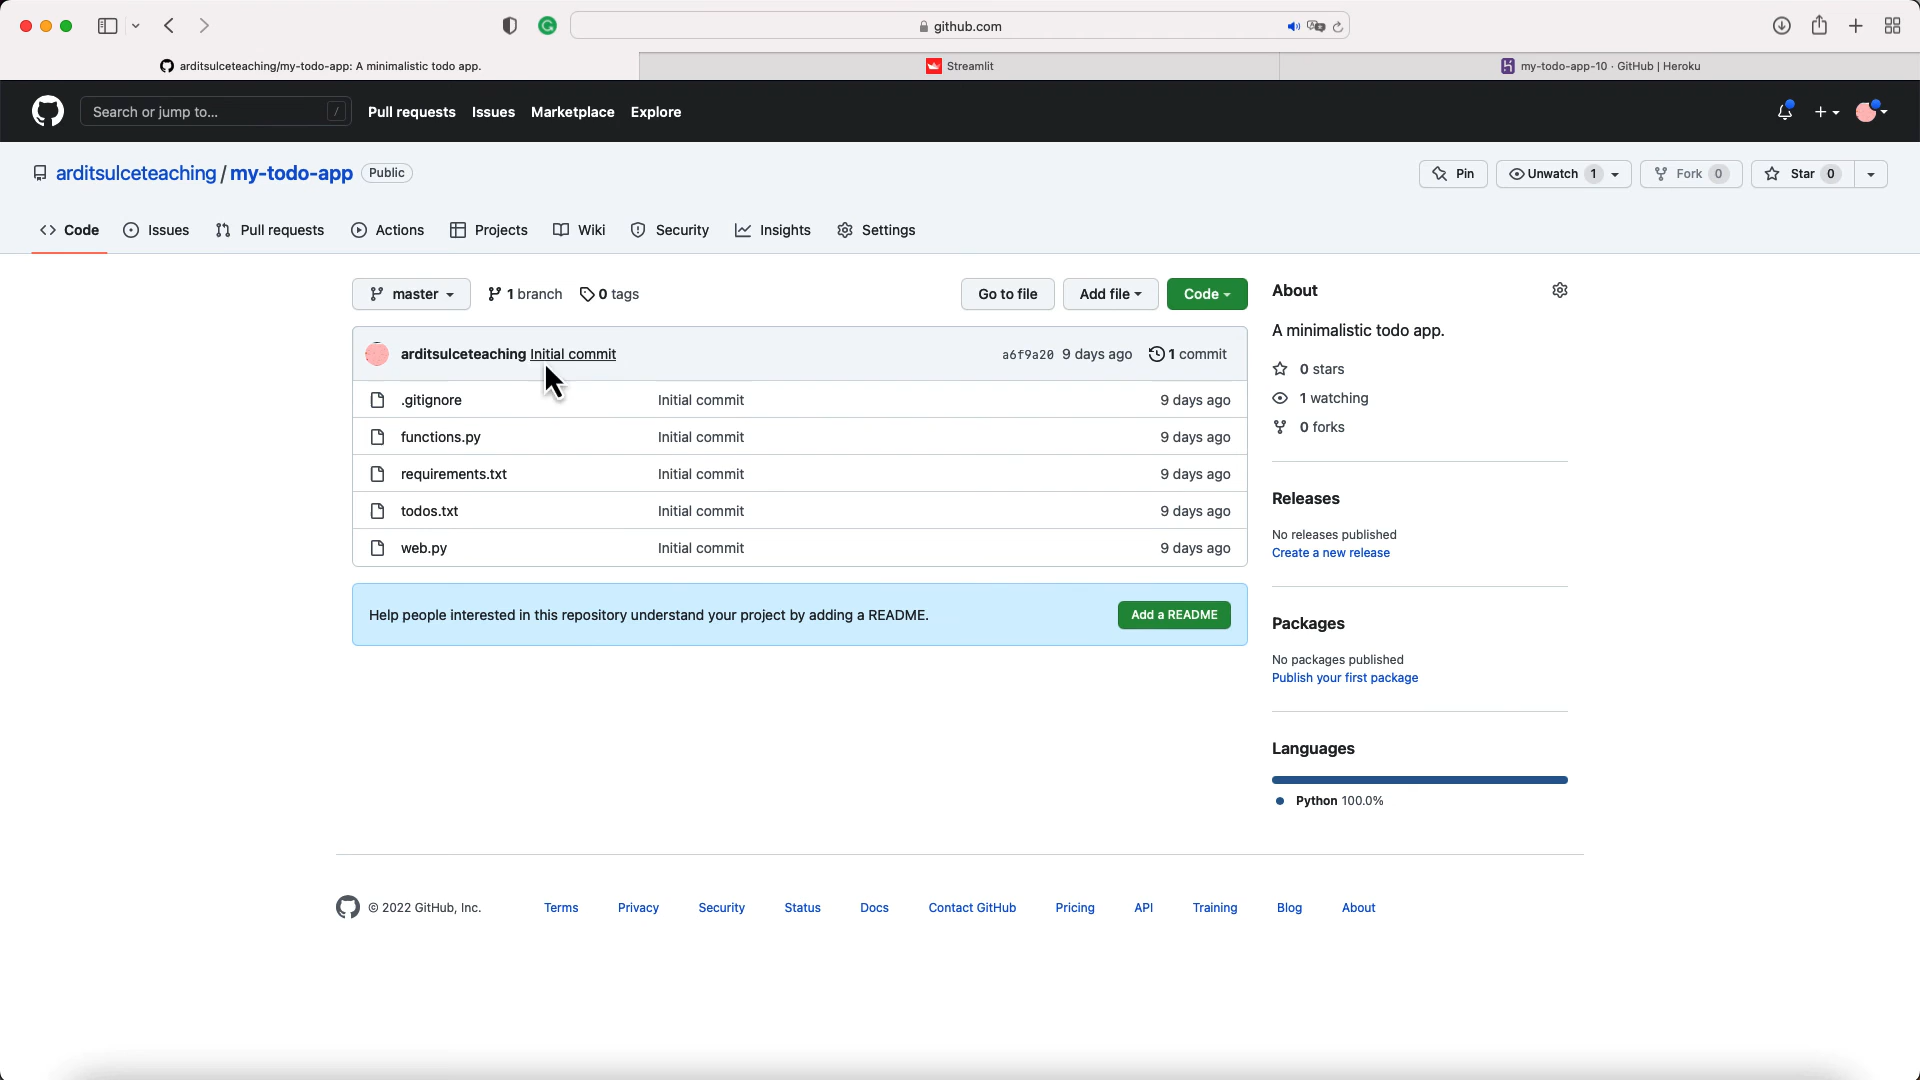 github.com
arditsulceteaching/my-todo-app: A minimalistic todo app.
Streamlit
my-todo-app-10 · GitHub | Heroku
Search or jump to... /
Pull requests Issues Marketplace Explore
arditsulceteaching / my-todo-app Public
Pin
Unwatch 1
Fork 0
Star 0
Code Issues Pull requests Actions Projects Wiki Security Insights Settings
master 1 branch 0 tags
Go to file Add file Code
arditsulceteaching Initial commit a6f9a20 9 days ago 1 commit
.gitignore Initial commit 9 days ago
functions.py Initial commit 9 days ago
requirements.txt Initial commit 9 days ago
todos.txt Initial commit 9 days ago
web.py Initial commit 9 days ago
Help people interested in this repository understand your project by adding a README. Add a README
About
A minimalistic todo app.
0 stars
1 watching
0 forks
Releases
No releases published
Create a new release
Packages
No packages published
Publish your first package
Languages
Python 100.0%
© 2022 GitHub, Inc. Terms Privacy Security Status Docs Contact GitHub Pricing API Training Blog About